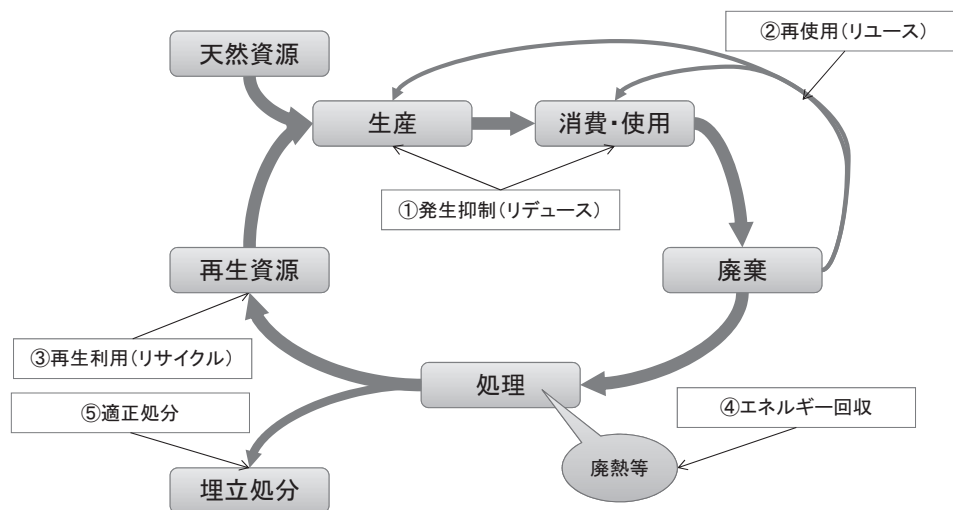 ②再使用(リユース)
天然資源
生産
消費・使用
①発生抑制(リデュース)
再生資源
廃棄
③再生利用(リサイクル)
処理
⑤適正処分
④エネルギー回収
廃熱等
埋立処分